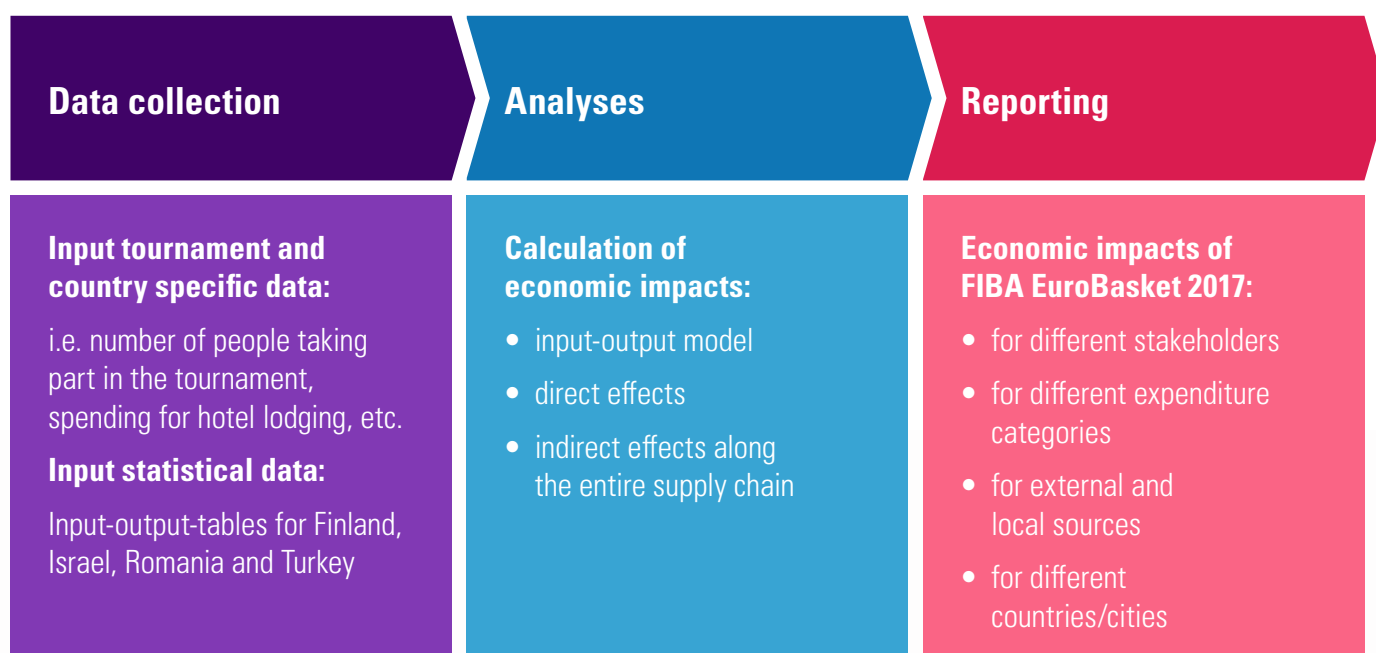 Data collection
Analyses
Reporting
Input tournament and
country specific data:
i.e. number of people taking
part in the tournament,
spending for hotel lodging, etc.
Input statistical data:
Input-output-tables for Finland,
Israel, Romania and Turkey
Calculation of
economic impacts:
• input-output model
• direct effects
• indirect effects along
the entire supply chain
Economic impacts of
FIBA EuroBasket 2017:
• for different stakeholders
• for different expenditure
categories
• for external and
local sources
• for different
countries/cities